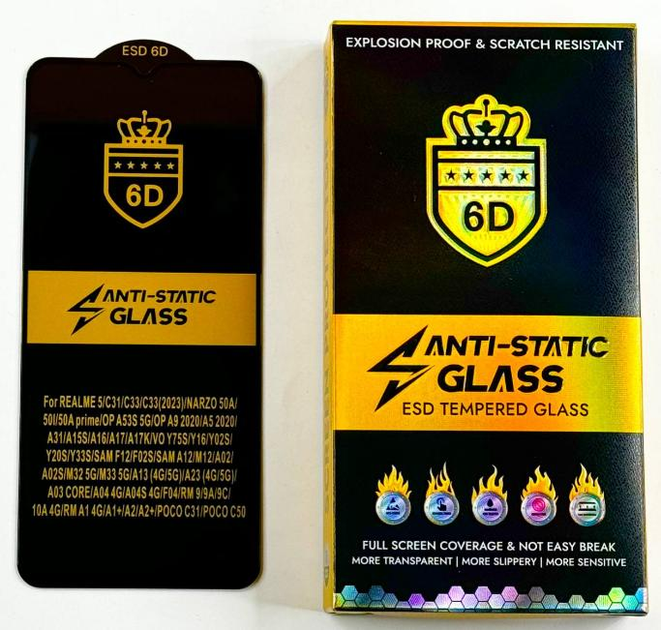 ESD 6D
6D
ANTI-STATIC
GLASS
For REALME 5/C31/C33/C33(2023)/NARZO 50A/
50I/50A prime/OP A53S 5G/OP A9 2020/A5 2020/
A31/A15S/A16/A17/A17K/VO Y75S/Y16/Y02S/
Y20S/Y33S/SAM F12/F02S/SAM A12/M12/A02/
A02S/M32 5G/M33 5G/A13 (4G/5G)/A23 (4G/5G)/
A03 CORE/A04 4G/A04S 4G/F04/RM 9/9A/9C/
10A 4G/RM A1 4G/A1+/A2/A2+/POCO C31/POCO C50
EXPLOSION PROOF & SCRATCH RESISTANT
6D
ANTI-STATIC
GLASS
ESD TEMPERED GLASS
FULL SCREEN COVERAGE & NOT EASY BREAK
MORE TRANSPARENT | MORE SLIPPERY | MORE SENSITIVE